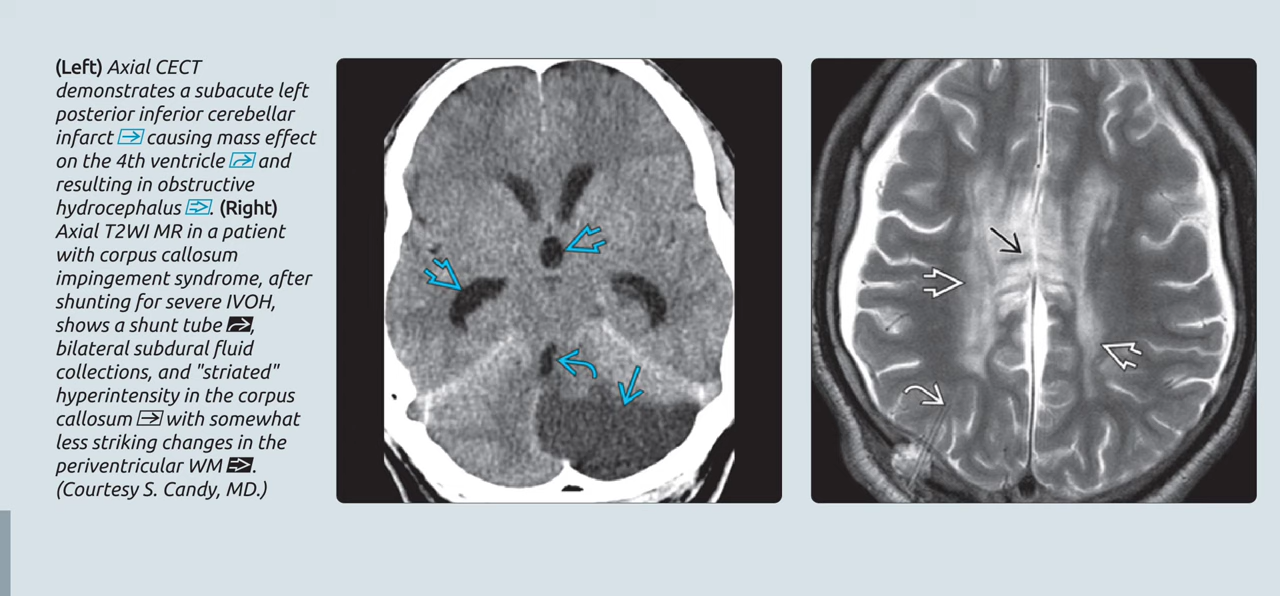 (Left) Axial CECT
demonstrates a subacute left
posterior inferior cerebellar
infarct causing mass effect
on the 4th ventricle and
resulting in obstructive
hydrocephalus . (Right)
Axial T2WI MR in a patient
with corpus callosum
impingement syndrome, after
shunting for severe IVOH,
shows a shunt tube ,
bilateral subdural fluid
collections, and "striated"
hyperintensity in the corpus
callosum with somewhat
less striking changes in the
periventricular WM .
(Courtesy S. Candy, MD.)